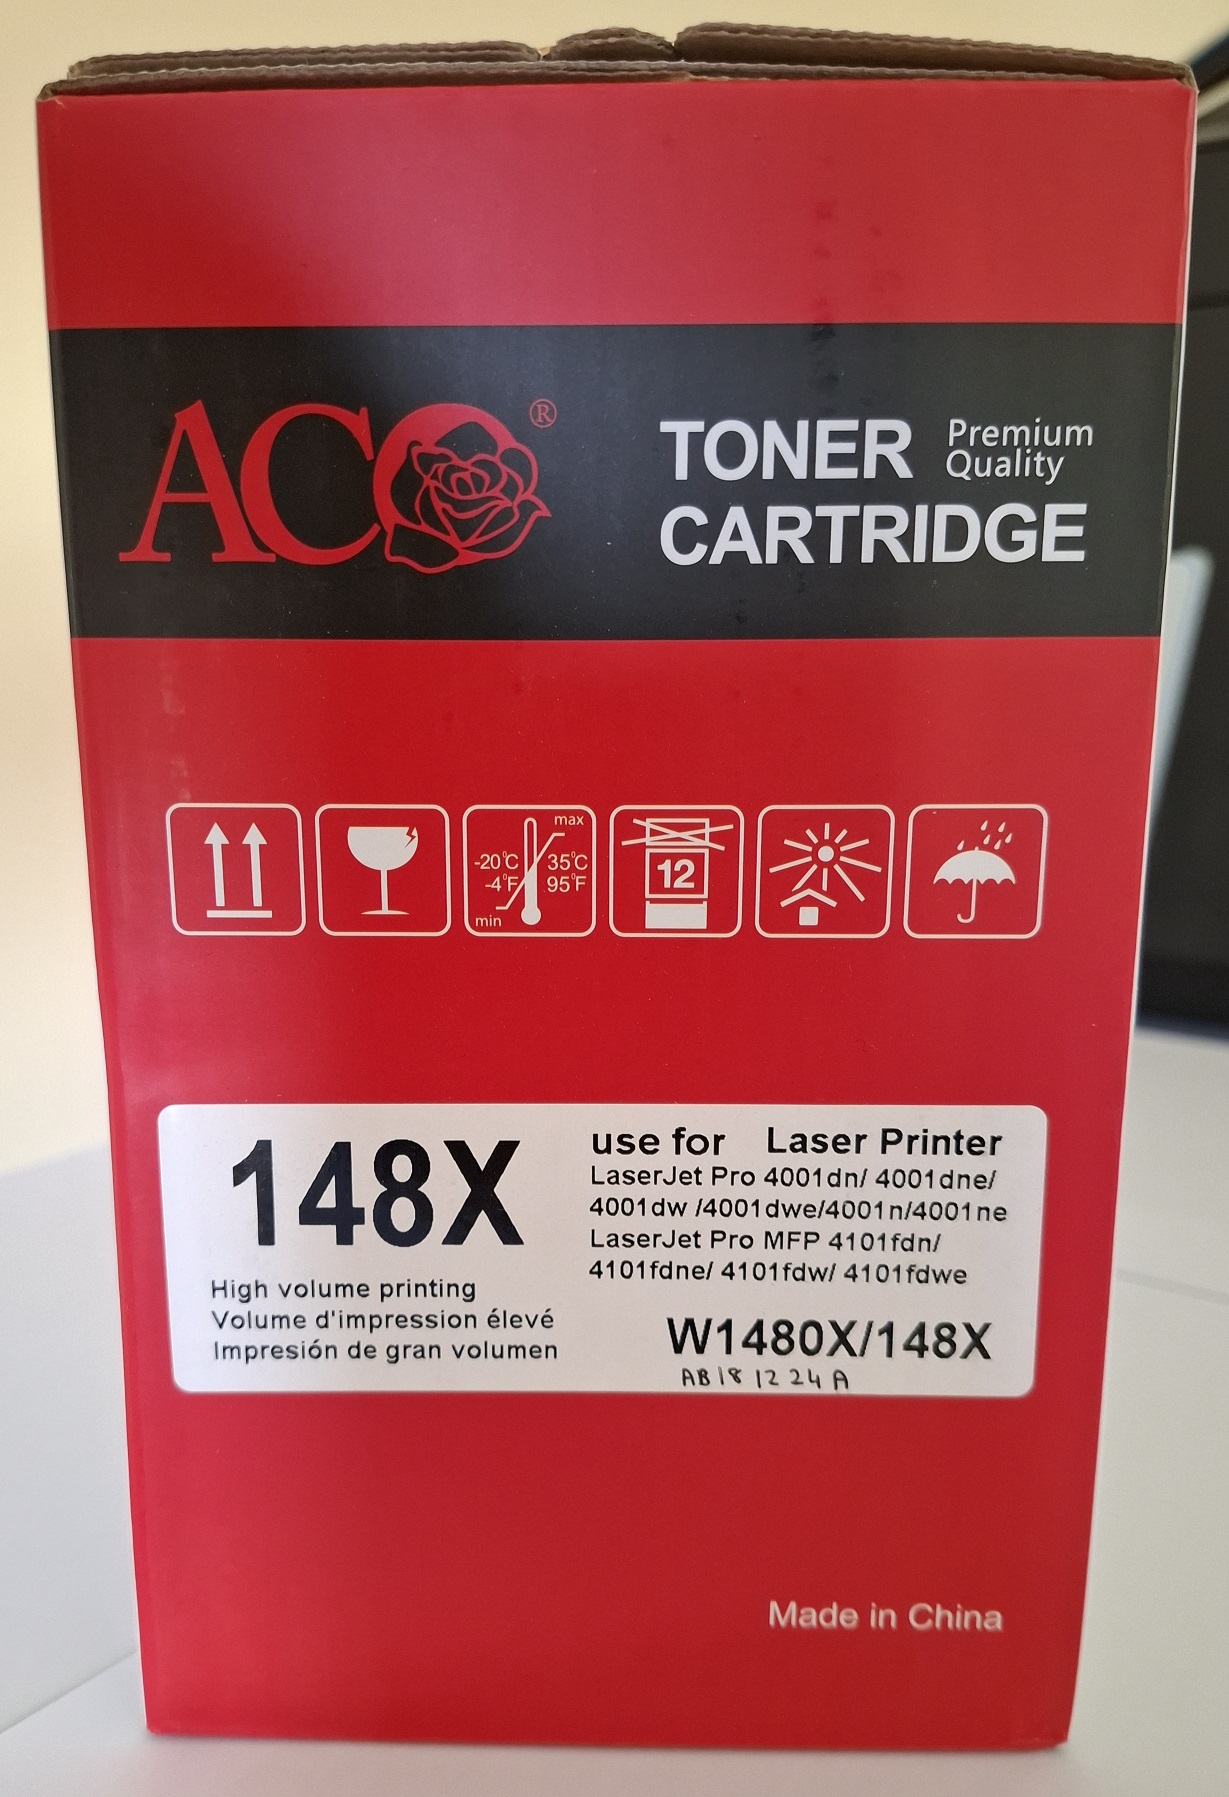 ACO®
TONER Premium Quality
CARTRIDGE
max
-20°C 35°C
-4°F 95°F
min
12
148X
High volume printing
Volume d'impression élevé
Impresión de gran volumen
use for Laser Printer
LaserJet Pro 4001dn/ 4001dne/
4001dw /4001dwe/4001n/4001ne
LaserJet Pro MFP 4101fdn/
4101fdne/ 4101fdw/ 4101fdwe
W1480X/148X
AB181224A
Made in China